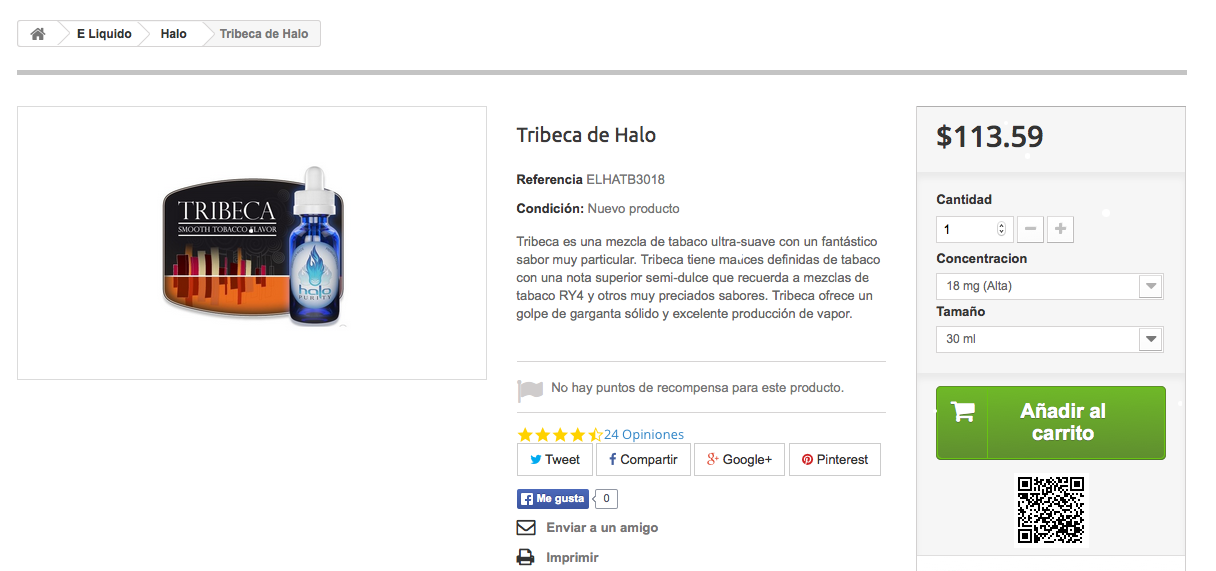 E Liquido
Halo
Tribeca de Halo
TRIBECA
SMOOTH TOBACCO FLAVOR
halo
PURITY
Tribeca de Halo
Referencia ELHATB3018
Condición: Nuevo producto
Tribeca es una mezcla de tabaco ultra-suave con un fantástico
sabor muy particular. Tribeca tiene matices definidas de tabaco
con una nota superior semi-dulce que recuerda a mezclas de
tabaco RY4 y otros muy preciados sabores. Tribeca ofrece un
golpe de garganta sólido y excelente producción de vapor.
No hay puntos de recompensa para este producto.
24 Opiniones
Tweet
Compartir
Google+
Pinterest
Me gusta
0
Enviar a un amigo
Imprimir
$113.59
Cantidad
1
Concentracion
18 mg (Alta)
Tamaño
30 ml
Añadir al
carrito